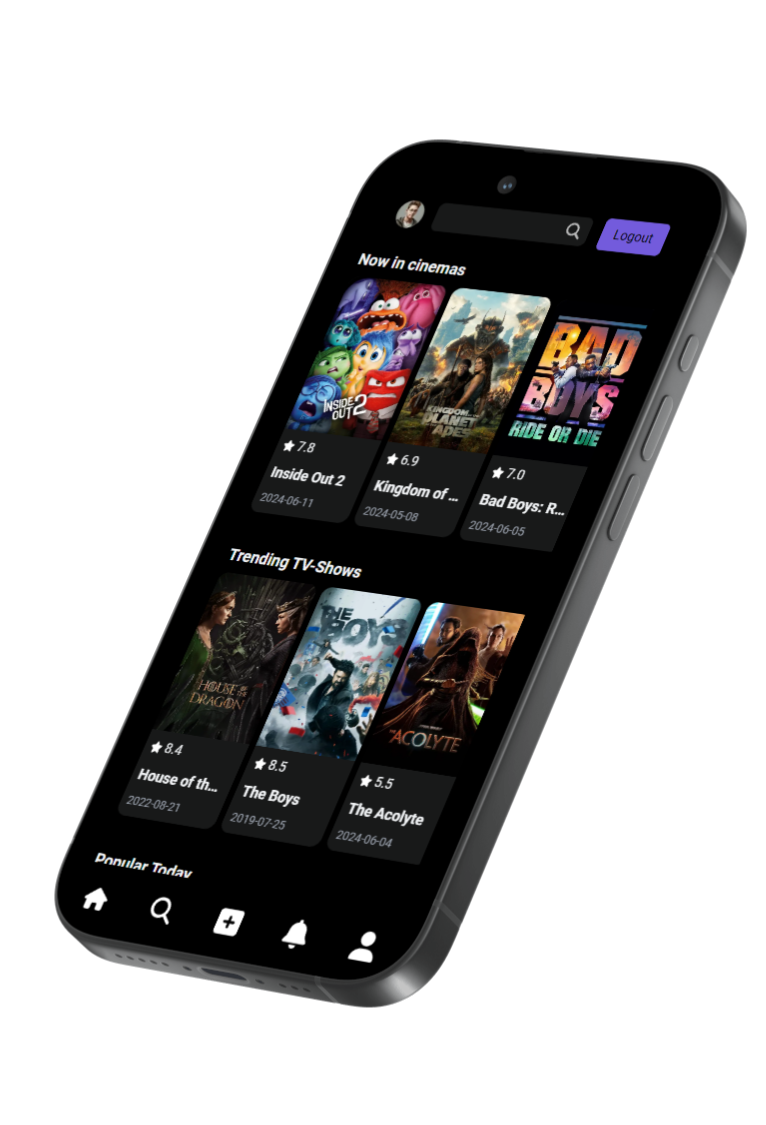 Logout
Now in cinemas
INSIDE
OUT 2
KINGDOM
PLANET
APES
BAD
BOYS
RIDE OR DIE
7.8
Inside Out 2
2024-06-11
6.9
Kingdom of ...
2024-05-08
7.0
Bad Boys: R...
2024-06-05
Trending TV-Shows
HOUSE OF THE
DRAGON
THE
BOYS
THE ACOLYTE
8.4
House of th...
2022-08-21
8.5
The Boys
2019-07-25
5.5
The Acolyte
2024-06-04
Popular Today